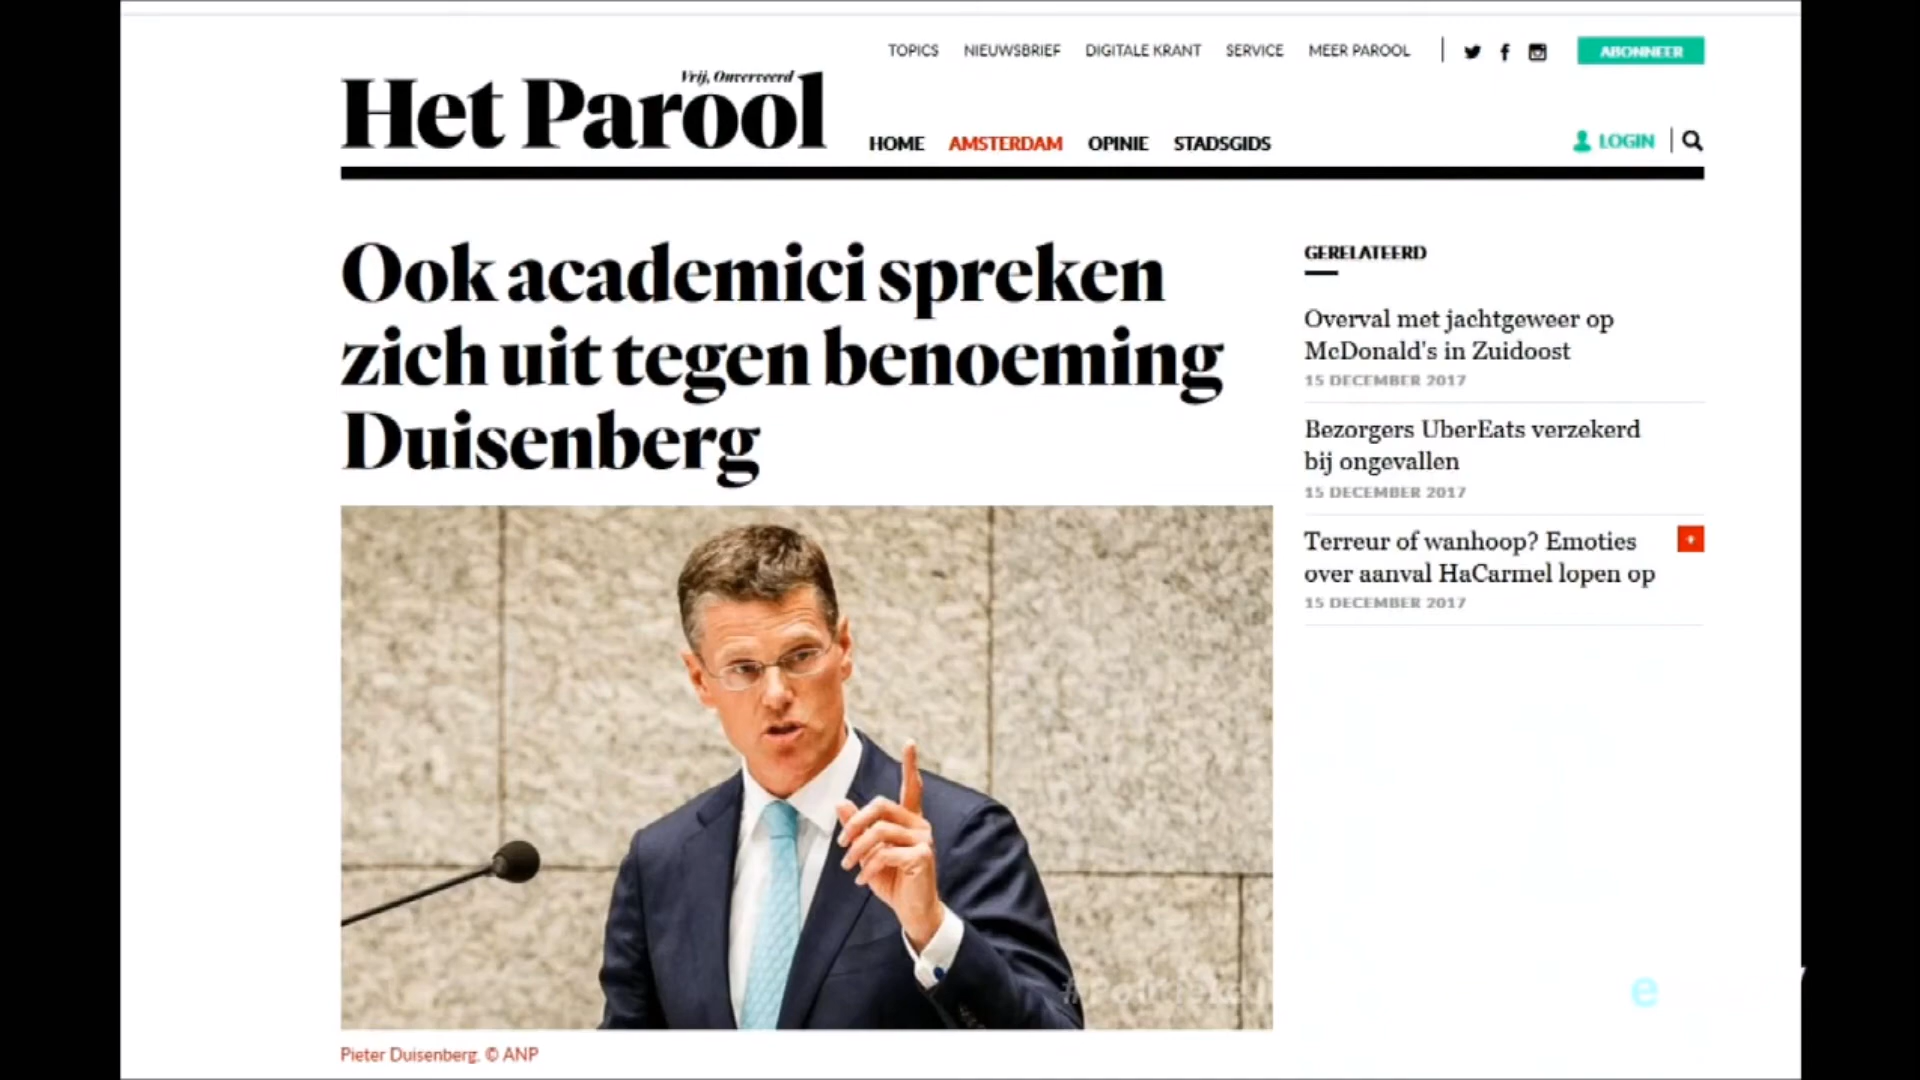 TOPICS NIEUWSBRIEF DIGITALE KRANT SERVICE MEER PAROOL ABONNEER
Vrij, Onverveerd
Het Parool
HOME AMSTERDAM OPINIE STADSGIDS LOGIN
Ook academici spreken
zich uit tegen benoeming
Duisenberg
Pieter Duisenberg. © ANP
GERELATEERD
Overval met jachtgeweer op
McDonald's in Zuidoost
15 DECEMBER 2017
Bezorgers UberEats verzekerd
bij ongevallen
15 DECEMBER 2017
Terreur of wanhoop? Emoties
over aanval HaCarmel lopen op
15 DECEMBER 2017